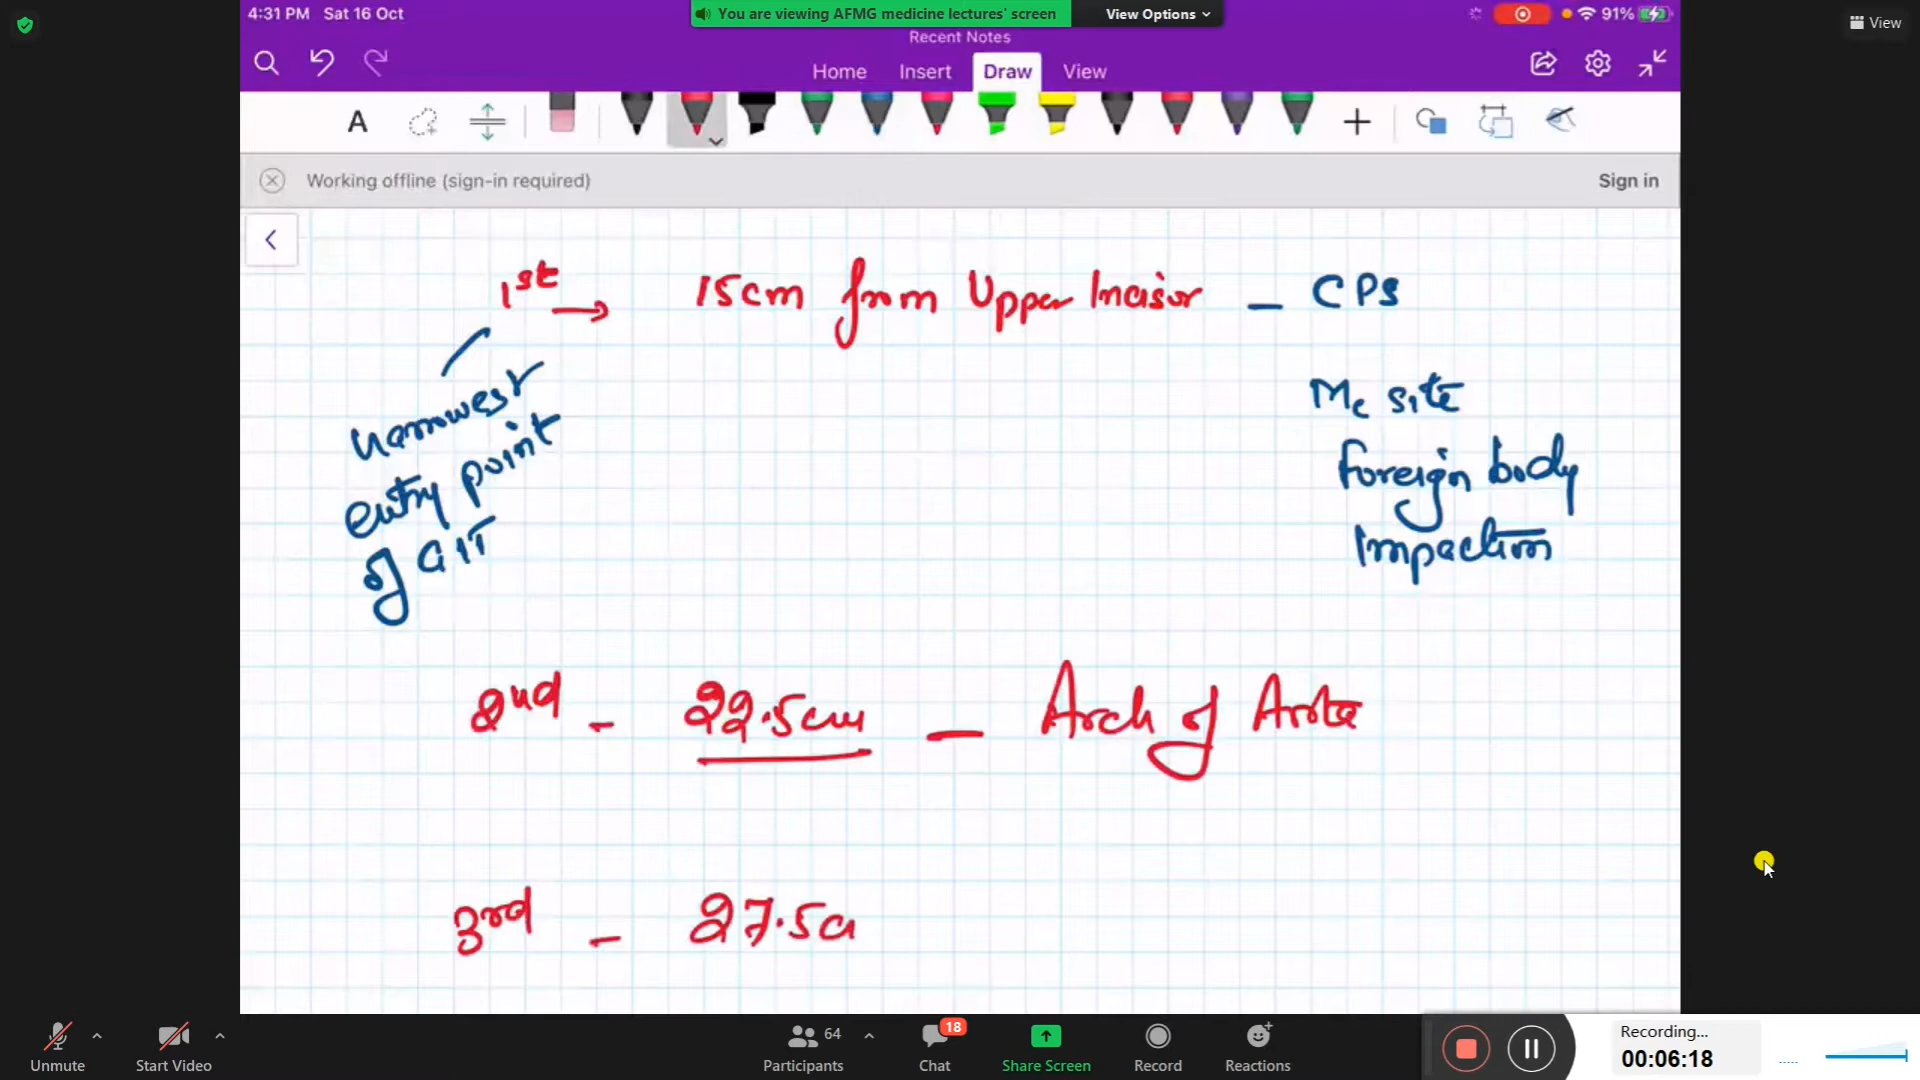 4:31 PM Sat 16 Oct
You are viewing AFMG medicine lectures' screen
View Options
91%
View
Recent Notes
Home Insert Draw View
A
Working offline (sign-in required)
Sign in
1st → 15cm from Upper Incisor – CPS
narrowest
entry point
of GIT
Mc site
foreign body
Impaction
2nd - 22.5cm — Arch of Arota
3rd - 27.5c
Unmute
Start Video
64
Participants
18
Chat
Share Screen
Record
Reactions
Recording...
00:06:18